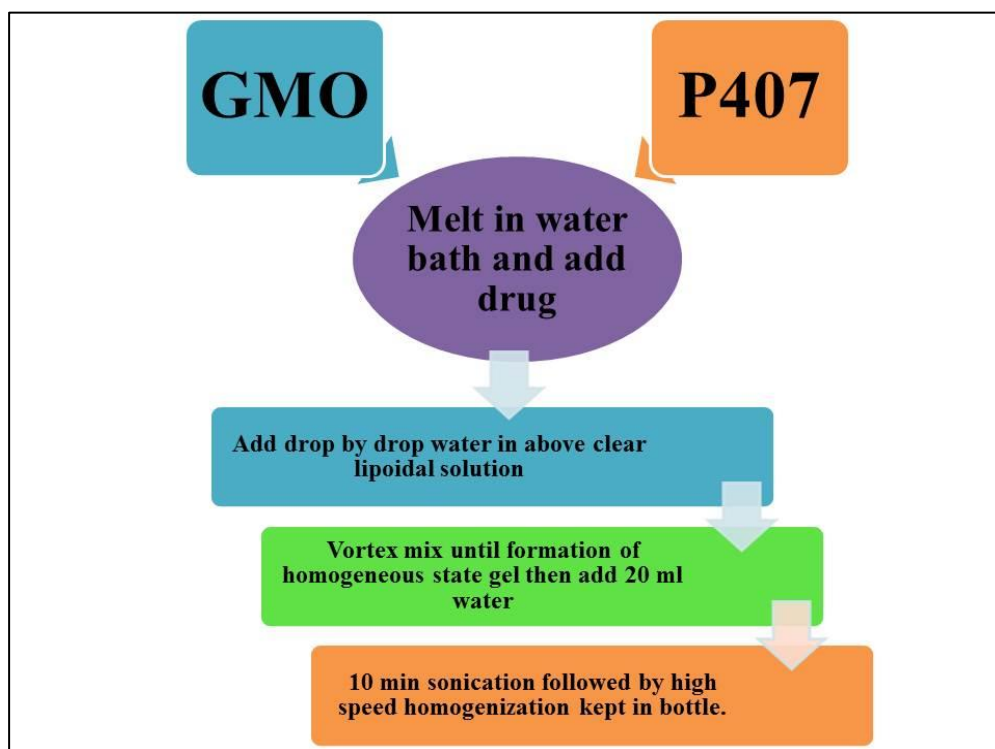 GMO
P407
Melt in water
bath and add
drug
Add drop by drop water in above clear
lipoidal solution
Vortex mix until formation of
homogeneous state gel then add 20 ml
water
10 min sonication followed by high
speed homogenization kept in bottle.